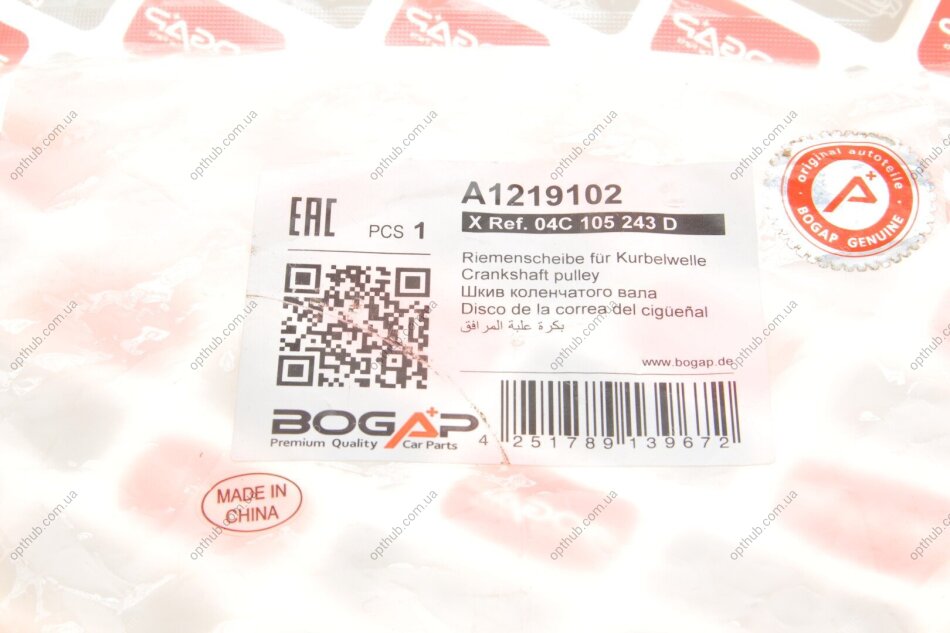 BOGAP
EAC
PCS 1
A1219102
X Ref. 04C 105 243 D
Riemenscheibe für Kurbelwelle
Crankshaft pulley
Шкив коленчатого вала
Disco de la correa del cigüeñal
بكرة علبة المرافق
www.bogap.de
BOGAP
Premium Quality Car Parts
4 251789 139672
original autoteile
BOGAP GENUINE
MADE IN
CHINA
opthub.com.ua